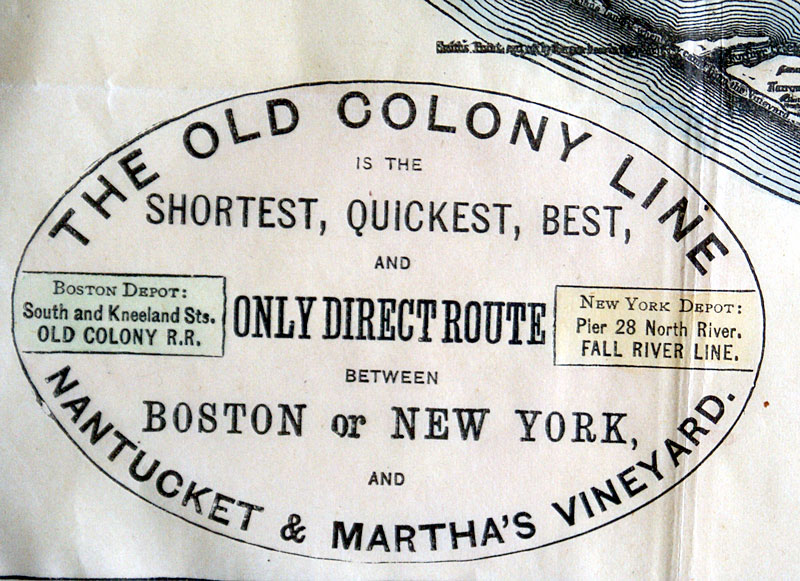 THE OLD COLONY LINE
IS THE
SHORTEST, QUICKEST, BEST,
AND
BOSTON DEPOT:
South and Kneeland Sts.
OLD COLONY R.R.
ONLY DIRECT ROUTE
NEW YORK DEPOT:
Pier 28 North River.
FALL RIVER LINE.
BETWEEN
BOSTON or NEW YORK,
AND
NANTUCKET & MARTHA'S VINEYARD.